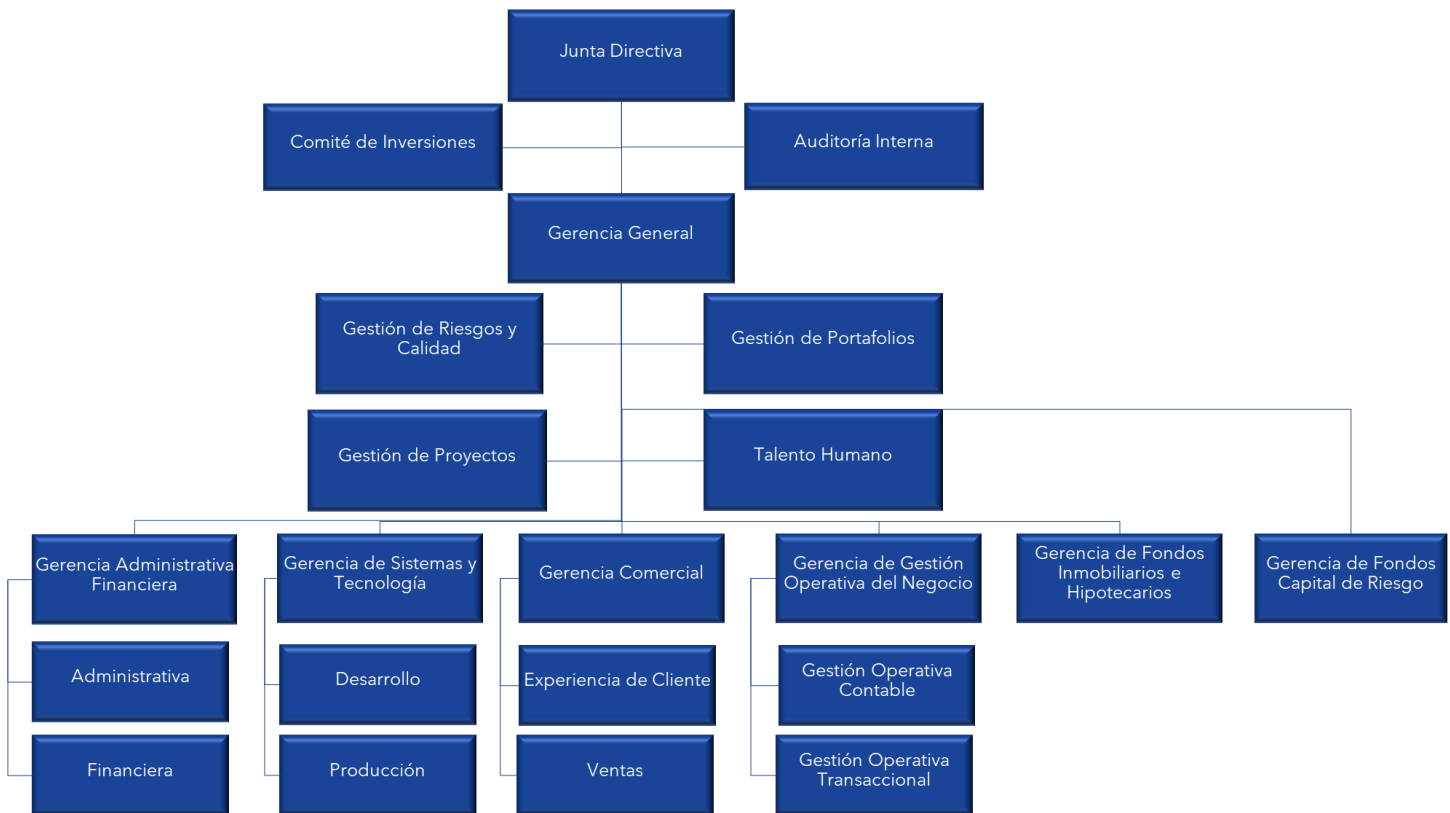 Junta Directiva
Comité de Inversiones
Auditoría Interna
Gerencia General
Gestión de Riesgos y
Calidad
Gestión de Portafolios
Gestión de Proyectos
Talento Humano
Gerencia Administrativa
Financiera
Gerencia de Sistemas y
Tecnología
Gerencia Comercial
Gerencia de Gestión
Operativa del Negocio
Gerencia de Fondos
Inmobiliarios e
Hipotecarios
Gerencia de Fondos
Capital de Riesgo
Administrativa
Desarrollo
Experiencia de Cliente
Gestión Operativa
Contable
Financiera
Producción
Ventas
Gestión Operativa
Transaccional